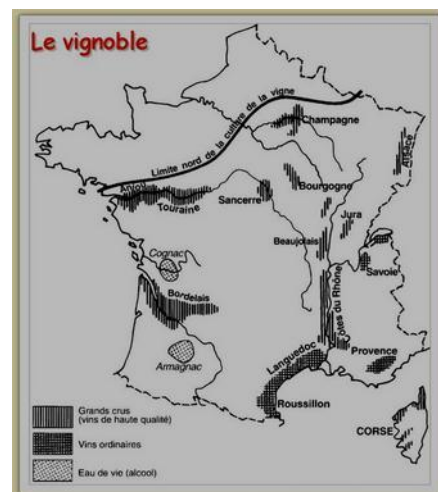 Le vignoble
Limite nord de la culture de la vigne
Champagne
Alsace
Anjou
Touraine
Sancerre
Bourgogne
Jura
Beaujolais
Cognac
Savoie
Bordelais
Côtes du Rhône
Armagnac
Languedoc
Provence
Roussillon
CORSE
Grands crus
(vins de haute qualité)
Vins ordinaires
Eau de vie (alcool)